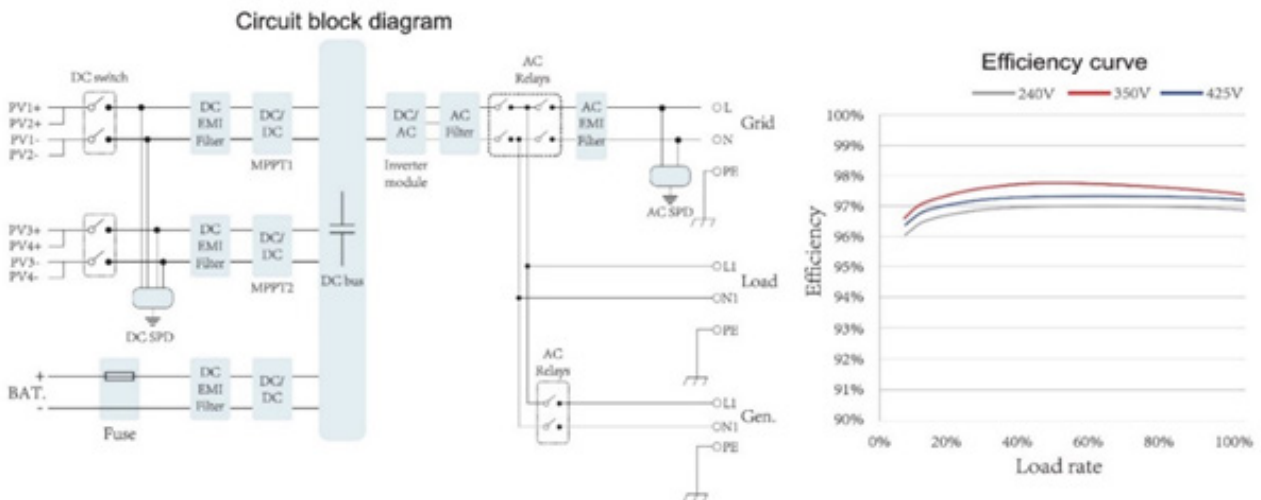 Circuit block diagram
DC switch
PV1+
PV2+
PV1-
PV2-
DC
EMI
Filter
DC/
DC
MPPT1
DC/
AC
Inverter
module
AC
Filter
AC
Relays
AC
EMI
Filter
L
N
Grid
PE
AC SPD
PV3+
PV4+
PV3-
PV4-
DC
EMI
Filter
DC/
DC
MPPT2
DC bus
DC SPD
L1
Load
N1
PE
+
BAT.
-
Fuse
DC
EMI
Filter
DC/
DC
AC
Relays
L1
Gen.
N1
PE
Efficiency curve
240V 350V 425V
100%
99%
98%
97%
96%
95%
94%
93%
92%
91%
90%
Efficiency
0% 20% 40% 60% 80% 100%
Load rate